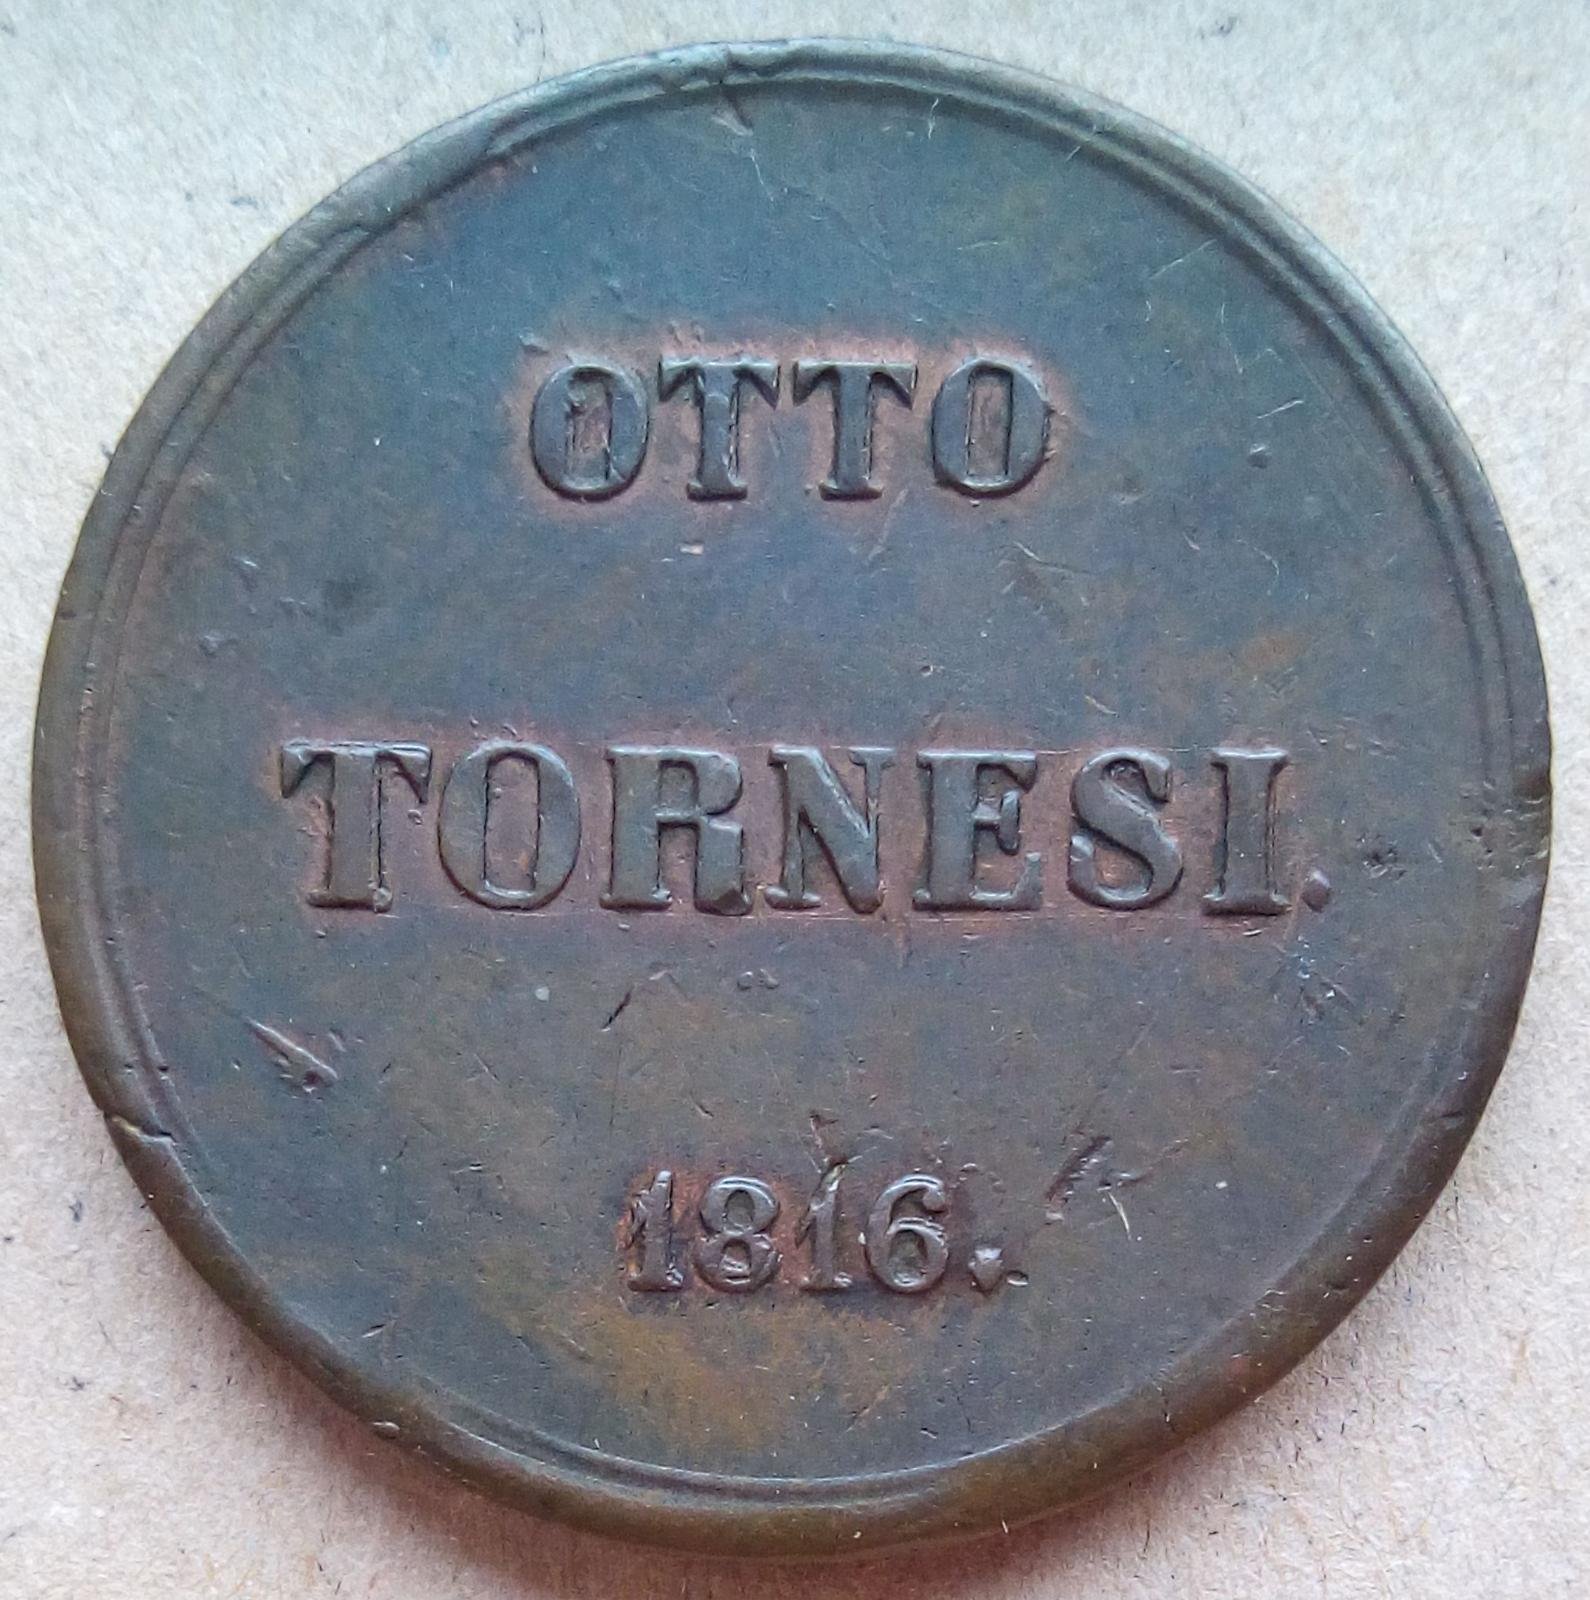 OTTO
TORNESI.
1816.